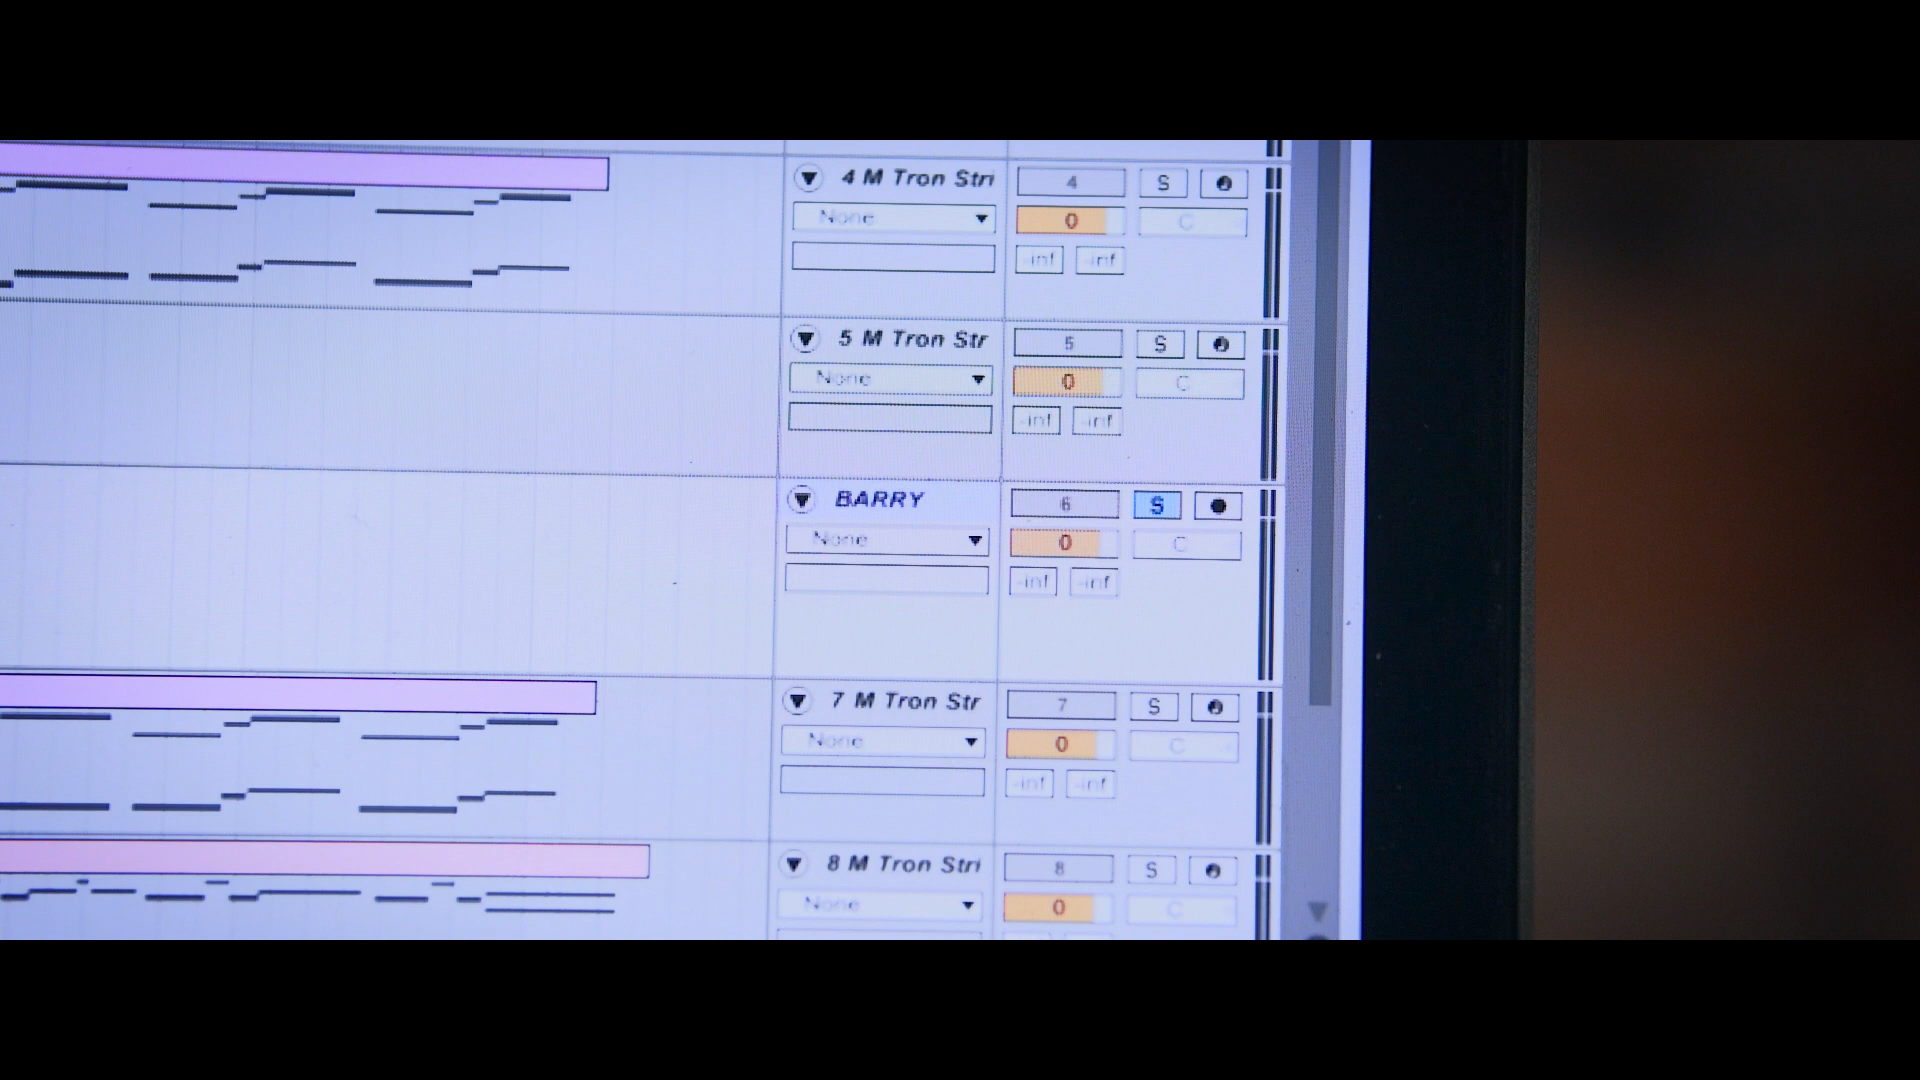 4 M Tron Stri 4 S
None 0 C
-inf -inf
5 M Tron Str 5 S
None 0 C
-inf -inf
BARRY 6 S
None 0 C
-inf -inf
7 M Tron Str 7 S
None 0 C
-inf -inf
8 M Tron Stri 8 S
None 0 C